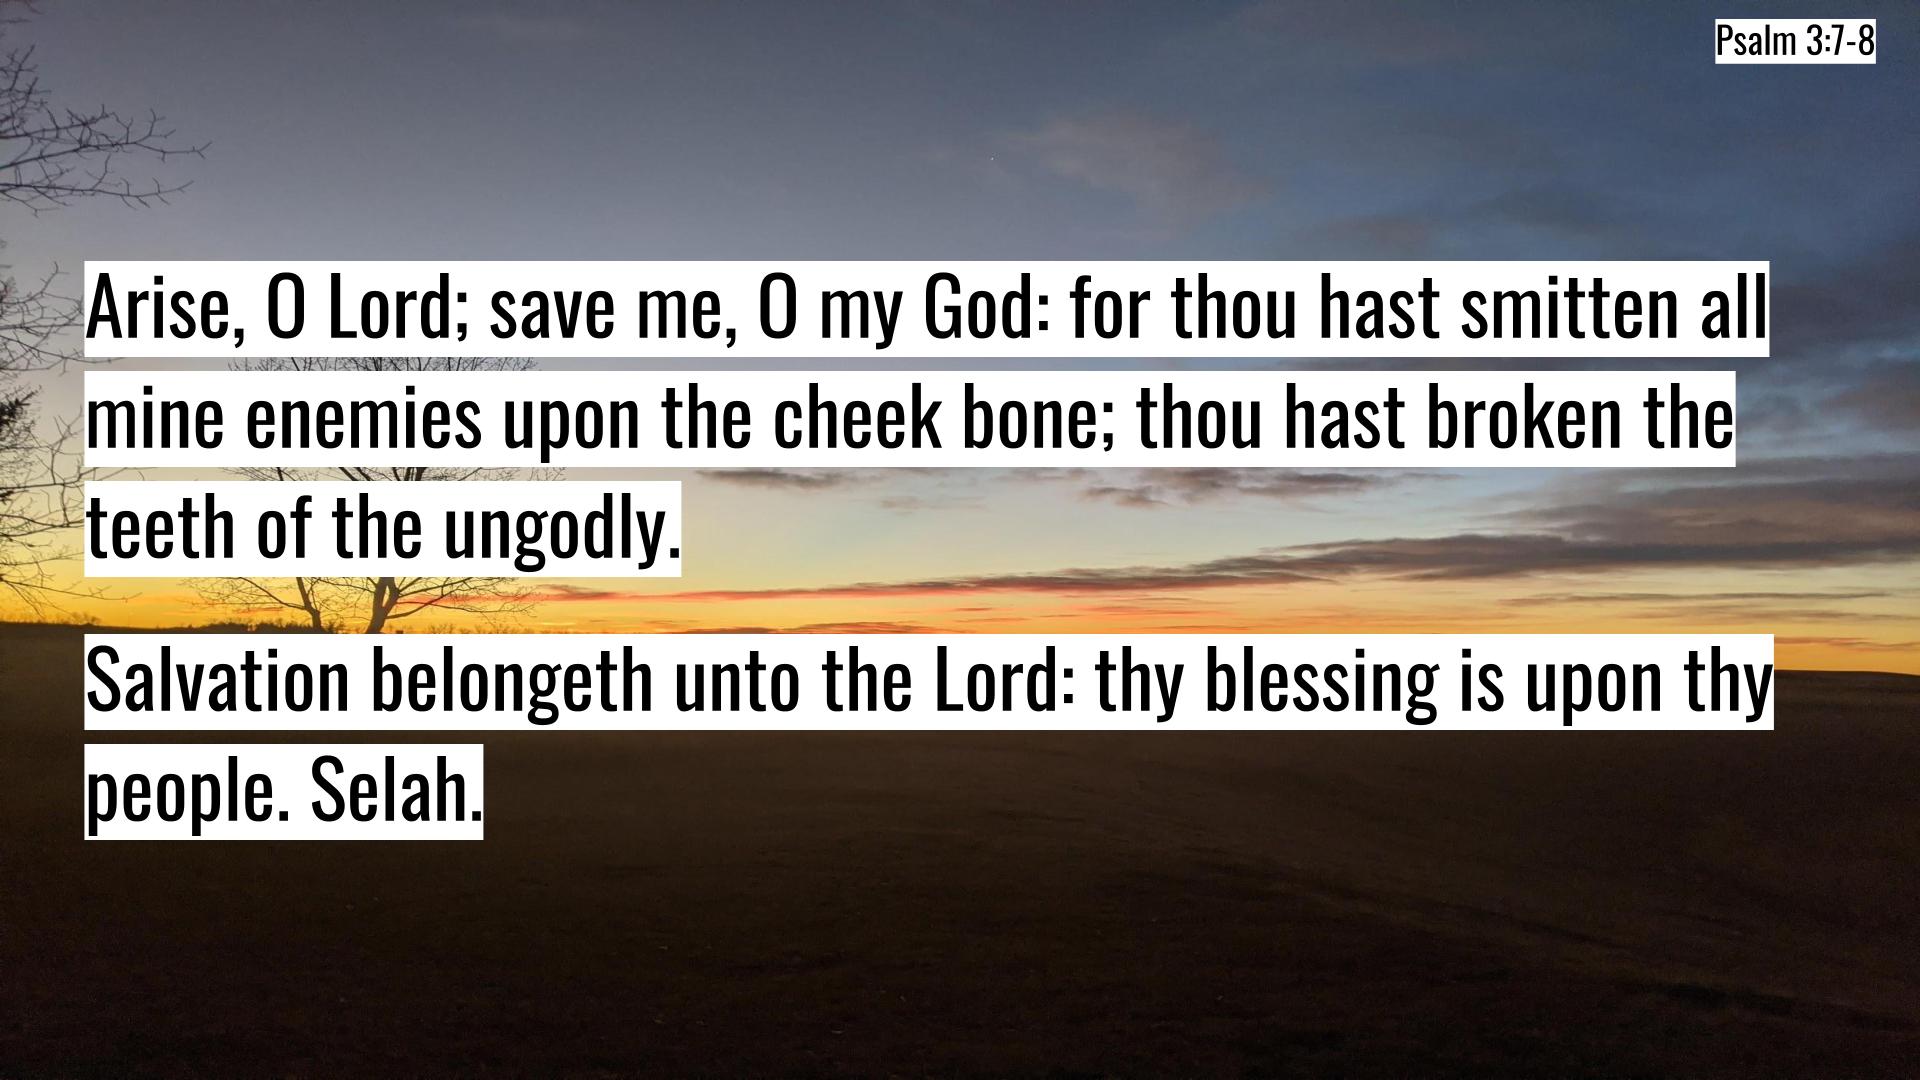 Psalm 3:7-8
Arise, O Lord; save me, O my God: for thou hast smitten all
mine enemies upon the cheek bone; thou hast broken the
teeth of the ungodly.
Salvation belongeth unto the Lord: thy blessing is upon thy
people. Selah.